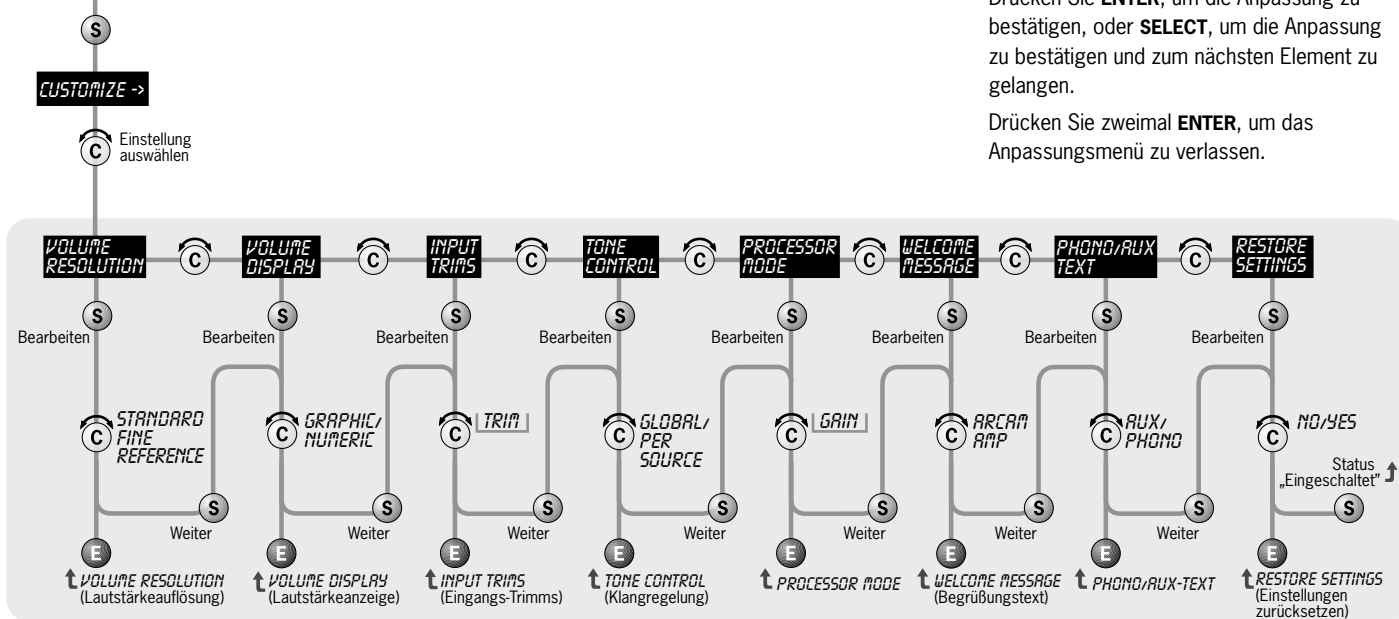 Drücken Sie ENTER, um die Anpassung zu
bestätigen, oder SELECT, um die Anpassung
zu bestätigen und zum nächsten Element zu
gelangen.
Drücken Sie zweimal ENTER, um das
Anpassungsmenü zu verlassen.
S
CUSTOMIZE ->
C
Einstellung
auswählen
VOLUME
RESOLUTION
C
VOLUME
DISPLAY
C
INPUT
TRIMS
C
TONE
CONTROL
C
PROCESSOR
MODE
C
WELCOME
MESSAGE
C
PHONO/AUX
TEXT
C
RESTORE
SETTINGS
S S S S S S S S
Bearbeiten Bearbeiten Bearbeiten Bearbeiten Bearbeiten Bearbeiten Bearbeiten Bearbeiten
C
STANDARD
FINE
REFERENCE
C
GRAPHIC/
NUMERIC
C
TRIM
C
GLOBAL/
PER
SOURCE
C
GAIN
C
ARCAM
AMP
C
AUX/
PHONO
C
NO/YES
Status
„Eingeschaltet"
S S S S S S S S
Weiter Weiter Weiter Weiter Weiter Weiter Weiter
E E E E E E E E
VOLUME RESOLUTION
(Lautstärkeauflösung)
VOLUME DISPLAY
(Lautstärkeanzeige)
INPUT TRIMS
(Eingangs-Trimms)
TONE CONTROL
(Klangregelung)
PROCESSOR MODE
WELCOME MESSAGE
(Begrüßungstext)
PHONO/AUX-TEXT
RESTORE SETTINGS
(Einstellungen
zurücksetzen)